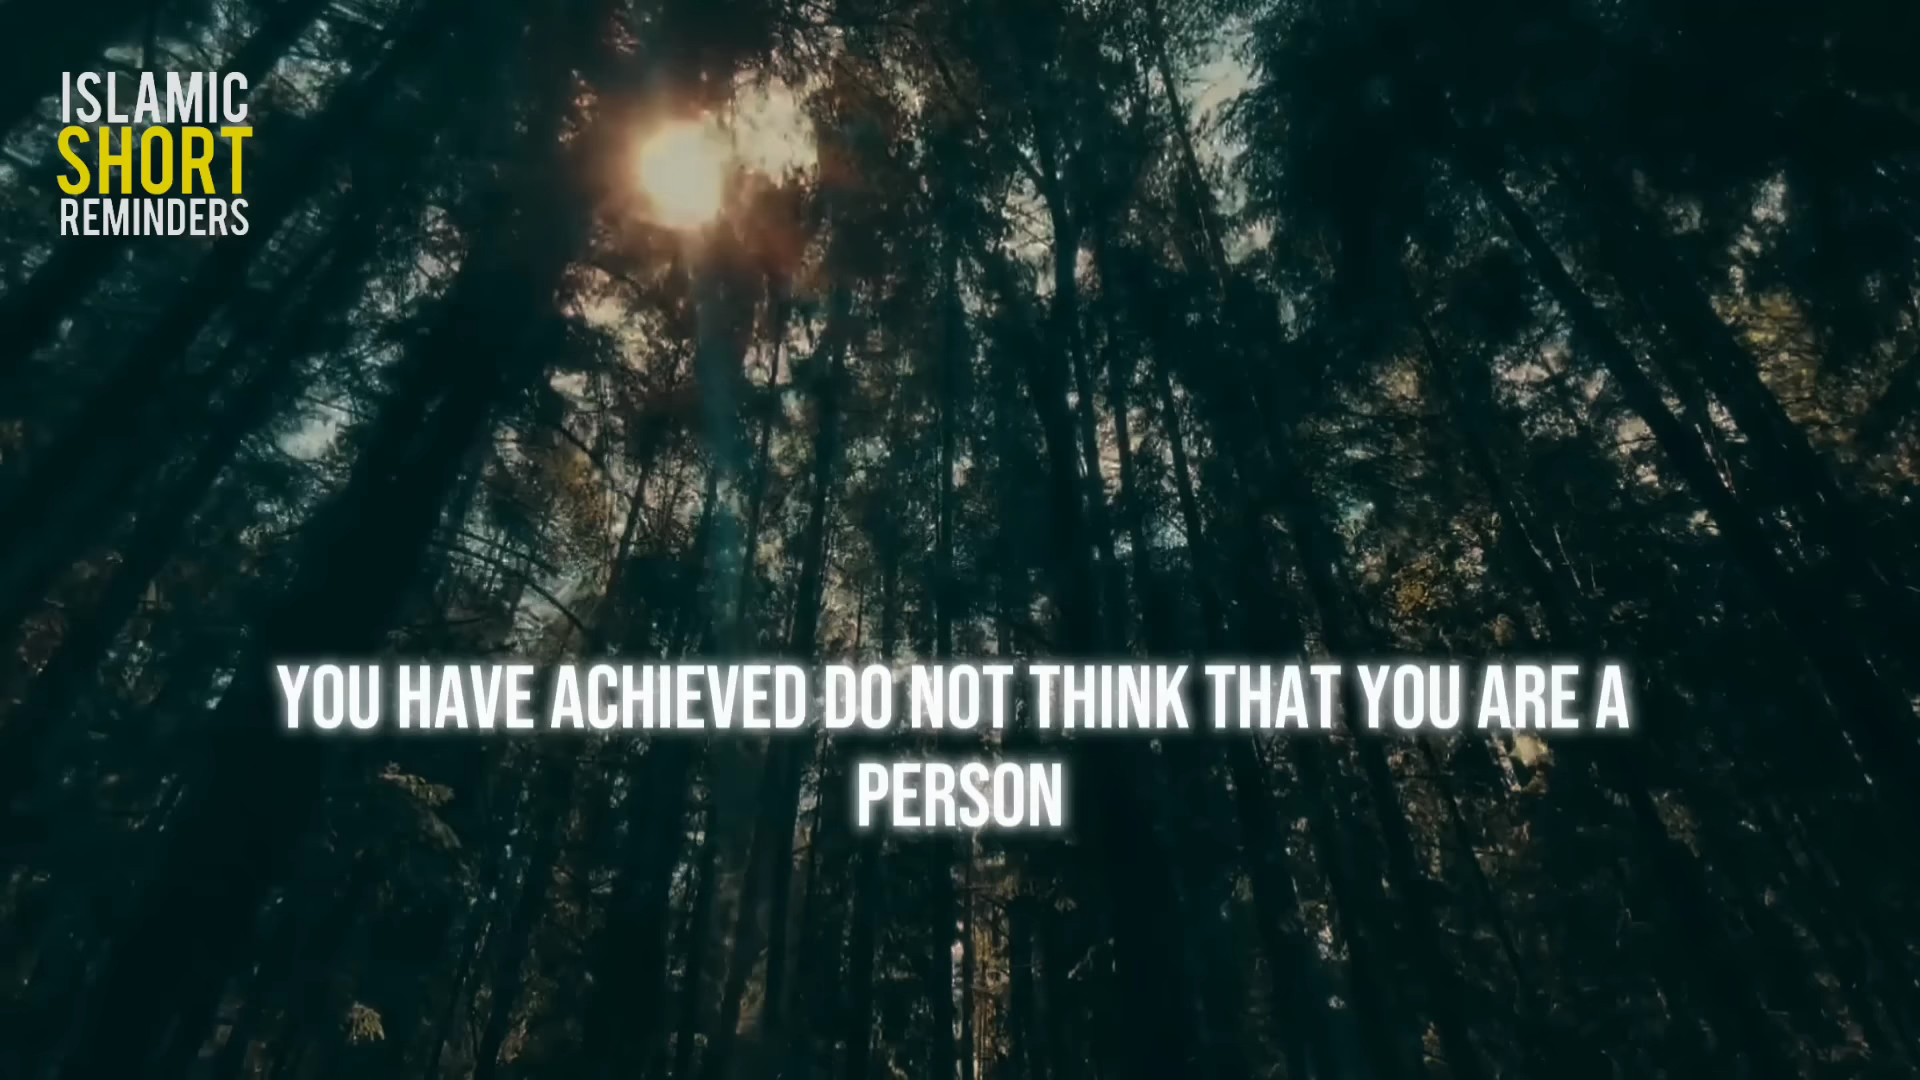 ISLAMIC
SHORT
REMINDERS
YOU HAVE ACHIEVED DO NOT THINK THAT YOU ARE A
PERSON